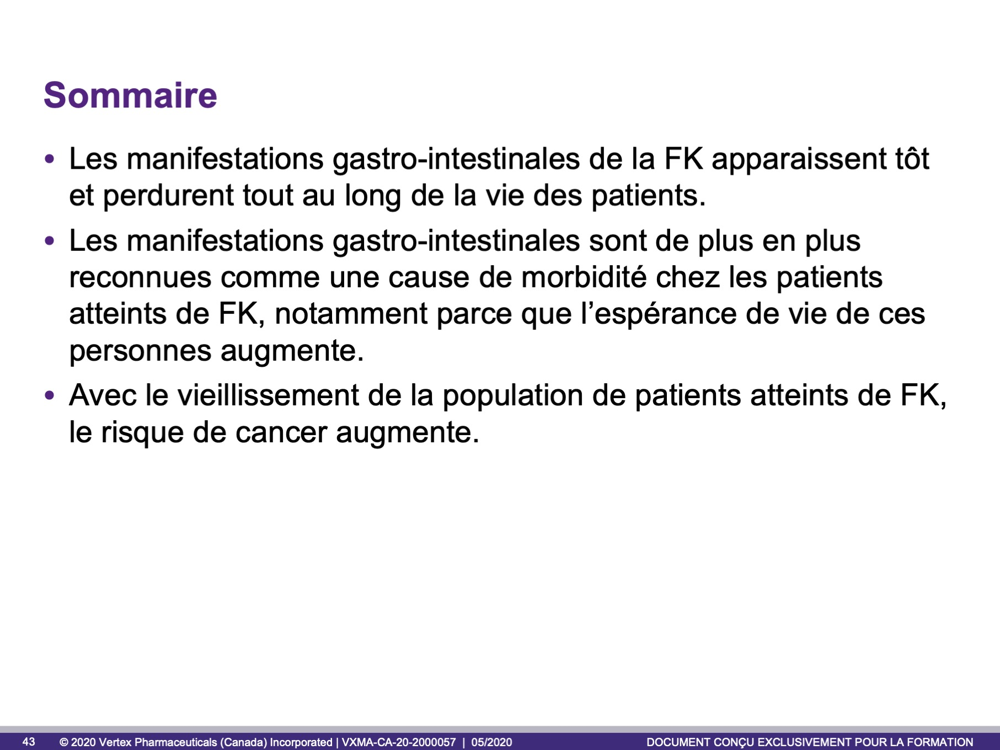 Sommaire
• Les manifestations gastro-intestinales de la FK apparaissent tôt
et perdurent tout au long de la vie des patients.
• Les manifestations gastro-intestinales sont de plus en plus
reconnues comme une cause de morbidité chez les patients
atteints de FK, notamment parce que l’espérance de vie de ces
personnes augmente.
• Avec le vieillissement de la population de patients atteints de FK,
le risque de cancer augmente.
43 © 2020 Vertex Pharmaceuticals (Canada) Incorporated | VXMA-CA-20-2000057 | 05/2020 DOCUMENT CONÇU EXCLUSIVEMENT POUR LA FORMATION